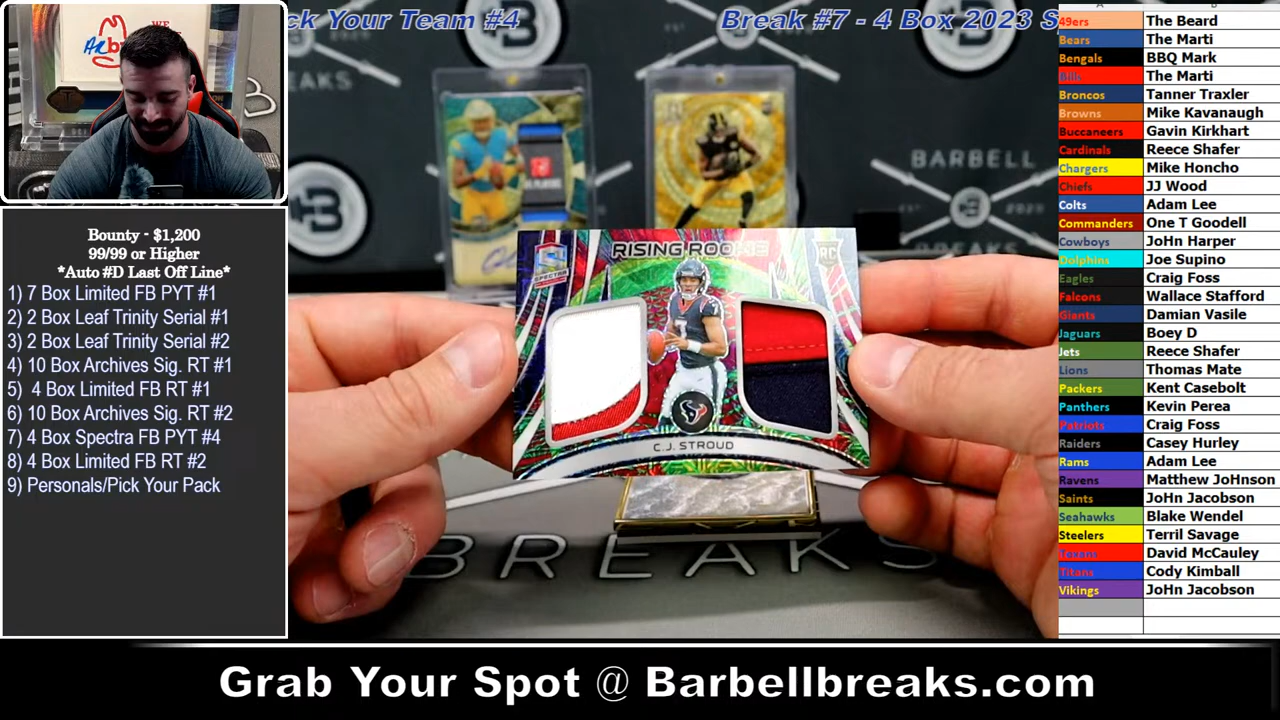 ck Your Team #4
Break #7 - 4 Box 2023 S
Bounty - $1,200
99/99 or Higher
*Auto #D Last Off Line*
1) 7 Box Limited FB PYT #1
2) 2 Box Leaf Trinity Serial #1
3) 2 Box Leaf Trinity Serial #2
4) 10 Box Archives Sig. RT #1
5) 4 Box Limited FB RT #1
6) 10 Box Archives Sig. RT #2
7) 4 Box Spectra FB PYT #4
8) 4 Box Limited FB RT #2
9) Personals/Pick Your Pack
BREAKS
BARBELL
BREAKS
SPECTRA
RISING ROOKIE
RC
C.J. STROUD
BREAKS
49ers The Beard
Bears The Marti
Bengals BBQ Mark
Bills The Marti
Broncos Tanner Traxler
Browns Mike Kavanaugh
Buccaneers Gavin Kirkhart
Cardinals Reece Shafer
Chargers Mike Honcho
Chiefs JJ Wood
Colts Adam Lee
Commanders One T Goodell
Cowboys JoHn Harper
Dolphins Joe Supino
Eagles Craig Foss
Falcons Wallace Stafford
Giants Damian Vasile
Jaguars Boey D
Jets Reece Shafer
Lions Thomas Mate
Packers Kent Casebolt
Panthers Kevin Perea
Patriots Craig Foss
Raiders Casey Hurley
Rams Adam Lee
Ravens Matthew JoHnson
Saints JoHn Jacobson
Seahawks Blake Wendel
Steelers Terril Savage
Texans David McCauley
Titans Cody Kimball
Vikings JoHn Jacobson
Grab Your Spot @ Barbellbreaks.com